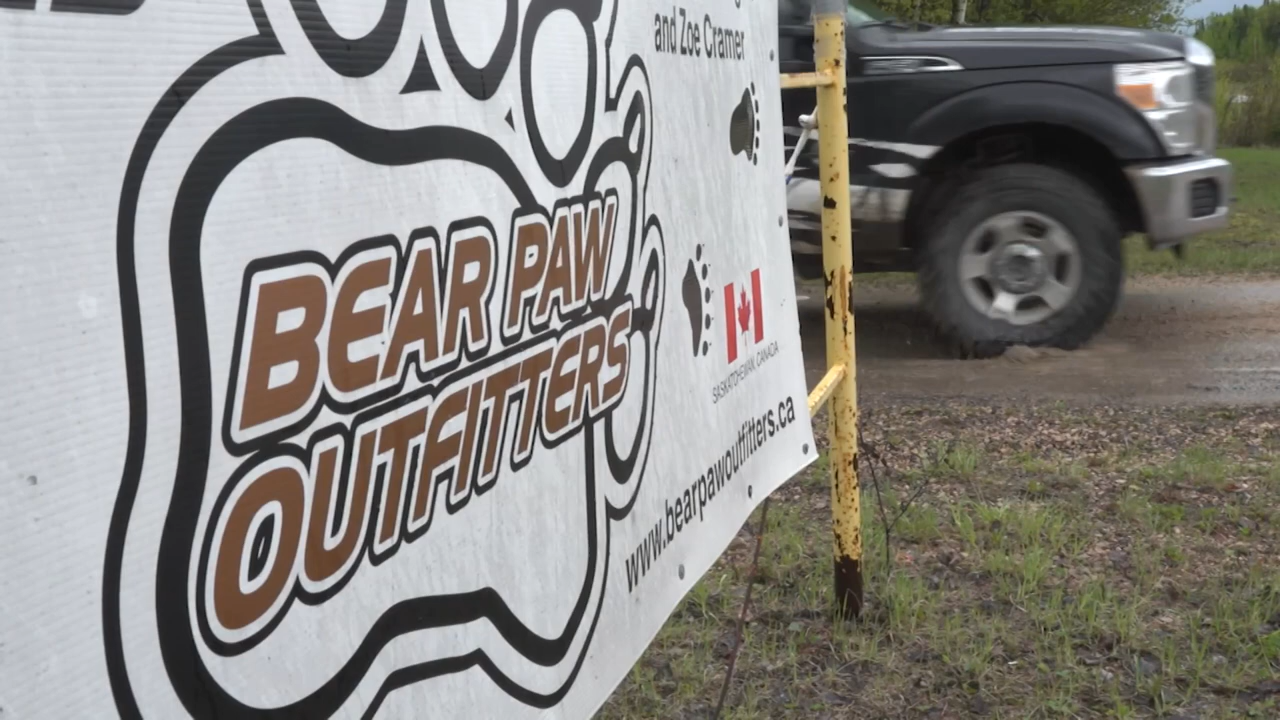 and Zoe Cramer
BEAR PAW
OUTFITTERS
SASKATCHEWAN, CANADA
www.bearpawoutfitters.ca